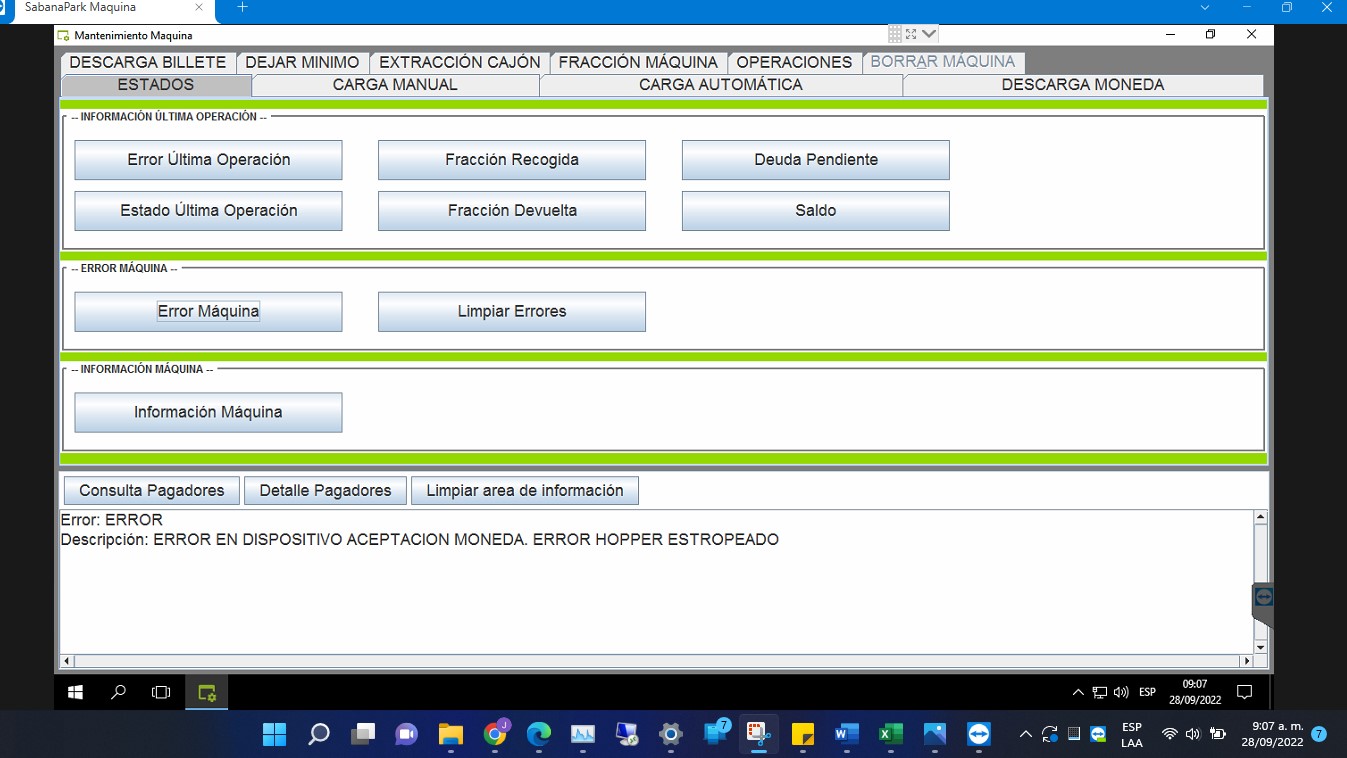 SabanaPark Maquina
Mantenimiento Maquina
DESCARGA BILLETE DEJAR MINIMO EXTRACCIÓN CAJÓN FRACCIÓN MÁQUINA OPERACIONES BORRAR MÁQUINA
ESTADOS CARGA MANUAL CARGA AUTOMÁTICA DESCARGA MONEDA
-- INFORMACIÓN ÚLTIMA OPERACIÓN --
Error Última Operación Fracción Recogida Deuda Pendiente
Estado Última Operación Fracción Devuelta Saldo
-- ERROR MÁQUINA --
Error Máquina Limpiar Errores
-- INFORMACIÓN MÁQUINA --
Información Máquina
Consulta Pagadores Detalle Pagadores Limpiar area de información
Error: ERROR
Descripción: ERROR EN DISPOSITIVO ACEPTACION MONEDA. ERROR HOPPER ESTROPEADO
ESP 09:07
28/09/2022
J 7 W X ESP 9:07 a. m. 7
LAA 28/09/2022